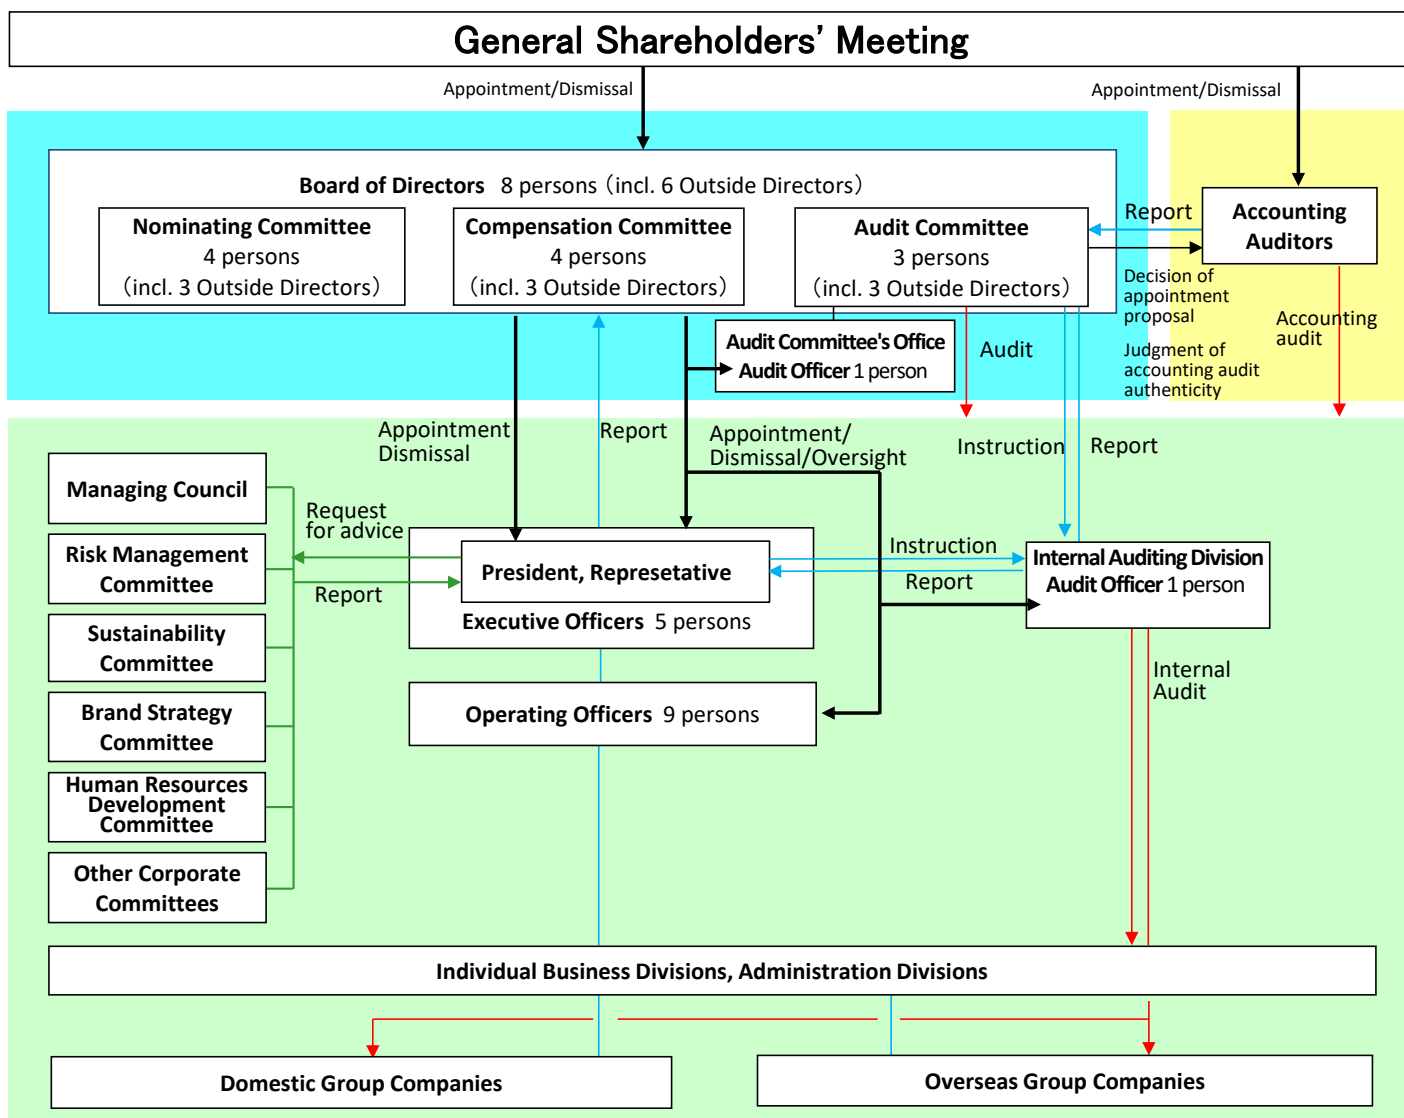 General Shareholders’ Meeting
Appointment/Dismissal
Appointment/Dismissal
Board of Directors 8 persons（incl. 6 Outside Directors）
Nominating Committee
4 persons
（incl. 3 Outside Directors）
Compensation Committee
4 persons
（incl. 3 Outside Directors）
Audit Committee
3 persons
（incl. 3 Outside Directors）
Report
Accounting
Auditors
Decision of
appointment
proposal
Judgment of
accounting audit
authenticity
Accounting
audit
Audit Committee's Office
Audit Officer 1 person
Audit
Appointment
Dismissal
Report
Appointment/
Dismissal/Oversight
Instruction
Report
Managing Council
Risk Management
Committee
Sustainability
Committee
Brand Strategy
Committee
Human Resources
Development
Committee
Other Corporate
Committees
Request
for advice
Report
President, Represetative
Executive Officers 5 persons
Instruction
Report
Internal Auditing Division
Audit Officer 1 person
Operating Officers 9 persons
Internal
Audit
Individual Business Divisions, Administration Divisions
Domestic Group Companies
Overseas Group Companies